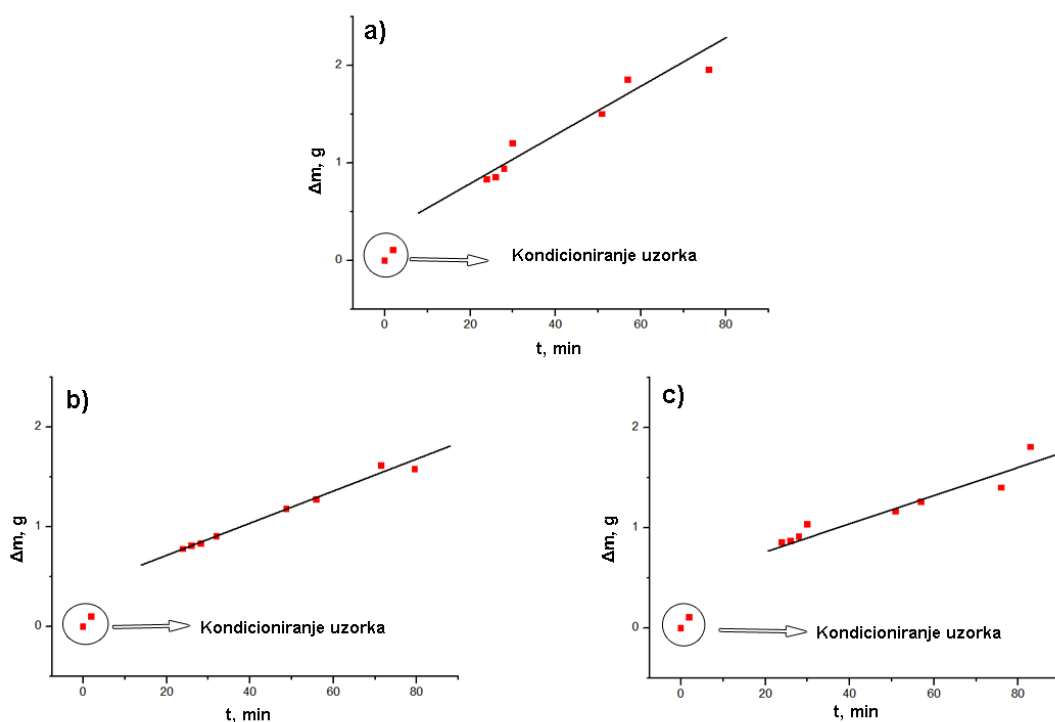 a)
Δm, g
2
1
0
Kondicioniranje uzorka
0 20 40 60 80
t, min
b)
Δm, g
2
1
0
Kondicioniranje uzorka
0 20 40 60 80
t, min
c)
Δm, g
2
1
0
Kondicioniranje uzorka
0 20 40 60 80
t, min